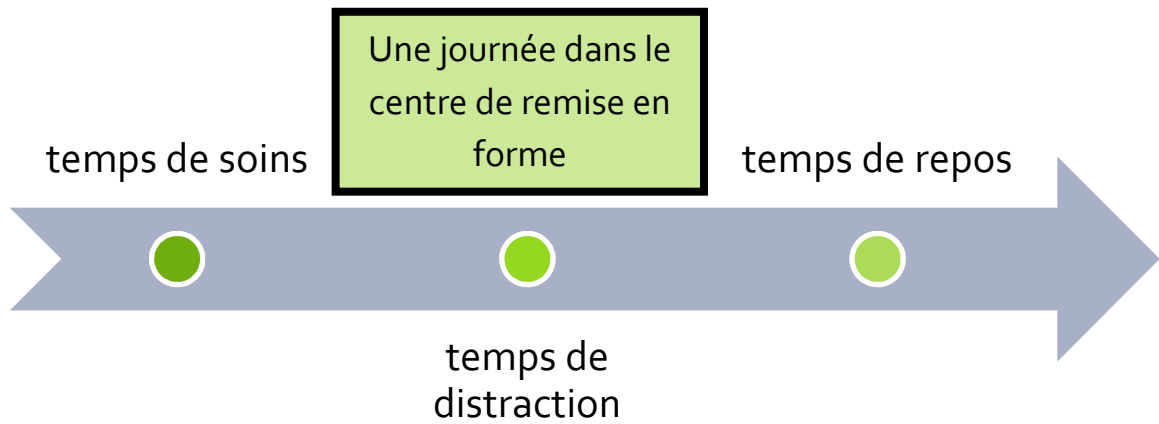 Une journée dans le
centre de remise en
forme
temps de soins
temps de repos
temps de
distraction